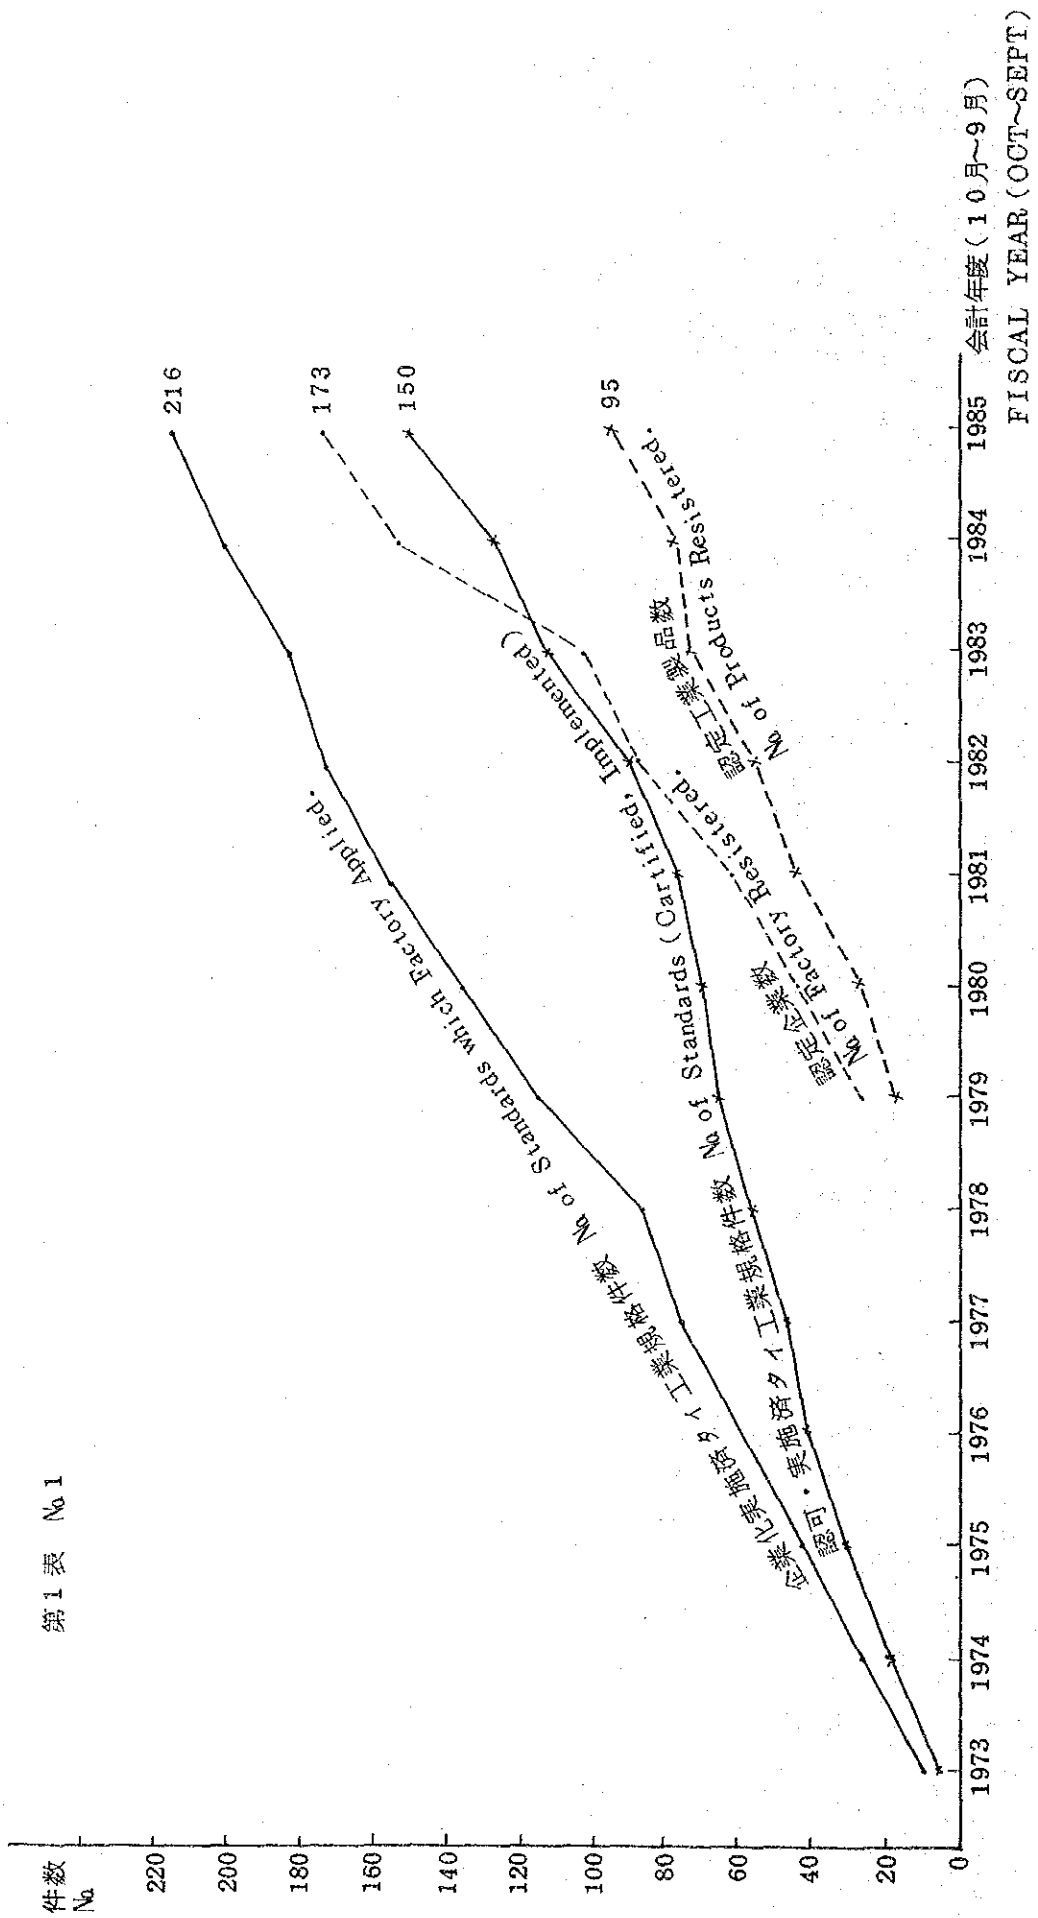 第1表 №1
件数
№
220
200
180
160
140
120
100
80
60
40
20
0
216
173
150
95
企業化実施済タイ工業規格件数 № of Standards which Factory Applied.
認可・実施済タイ工業規格件数 № of Standards (Cartified, Implemented)
認定企業数
№ of Factory Resistered.
認定工業製品数
№ of Products Resistered.
1973 1974 1975 1976 1977 1978 1979 1980 1981 1982 1983 1984 1985
会計年度(10月~9月)
FISCAL YEAR (OCT~SEPT)